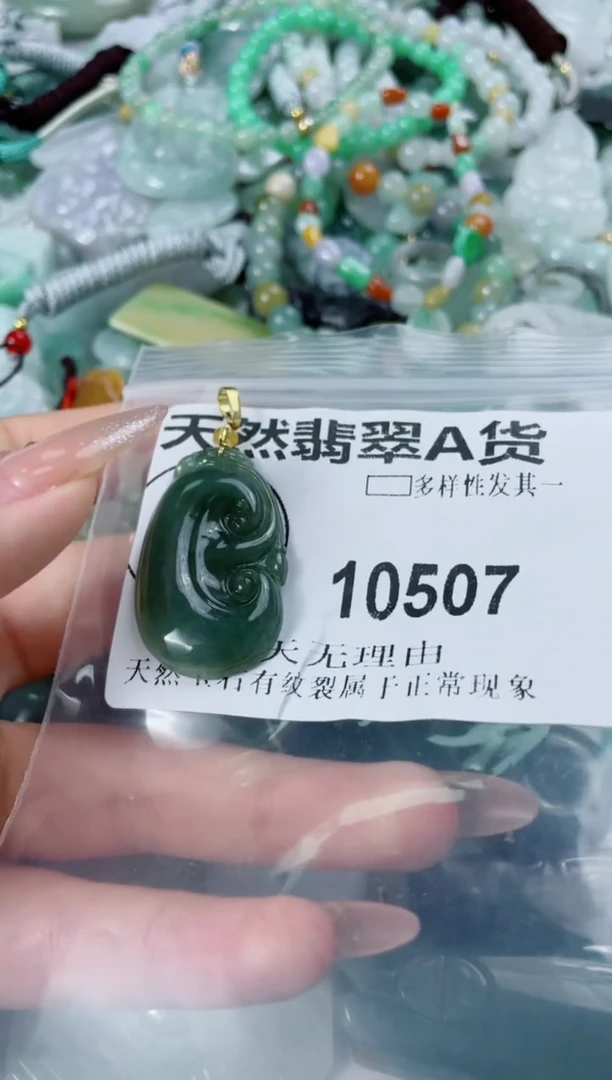 天然翡翠A货
多样性发其一
10507
天无理由
天然宝石有纹裂属于正常现象